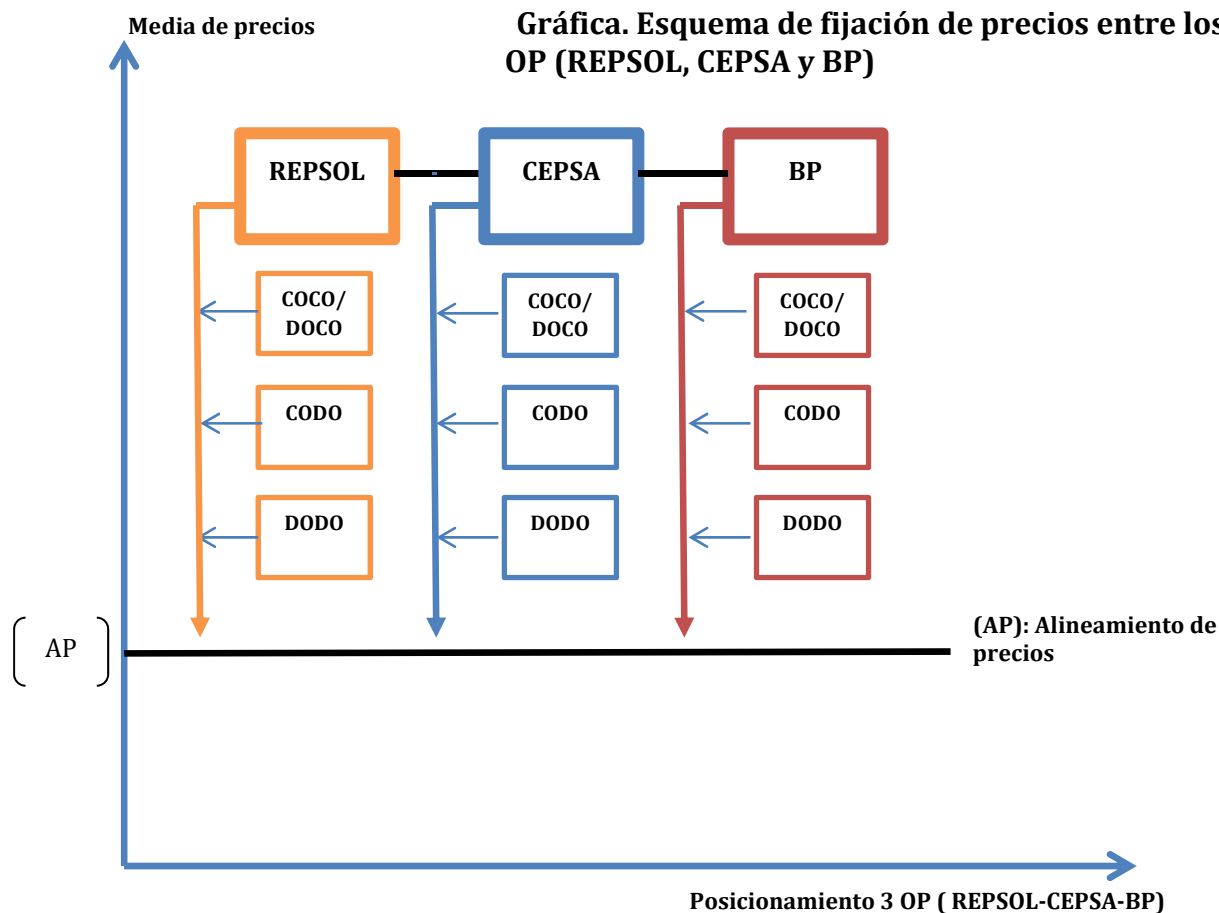 Media de precios
Gráfica. Esquema de fijación de precios entre los
OP (REPSOL, CEPSA y BP)
REPSOL
CEPSA
BP
COCO/
DOCO
COCO/
DOCO
COCO/
DOCO
CODO
CODO
CODO
DODO
DODO
DODO
AP
(AP): Alineamiento de
precios
Posicionamiento 3 OP ( REPSOL-CEPSA-BP)